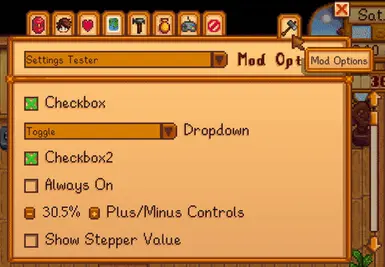 Sat
Settings Tester
Mod Opt
Mod Options
Checkbox
Toggle
Dropdown
Checkbox2
Always On
30.5%
Plus/Minus Controls
Show Stepper Value